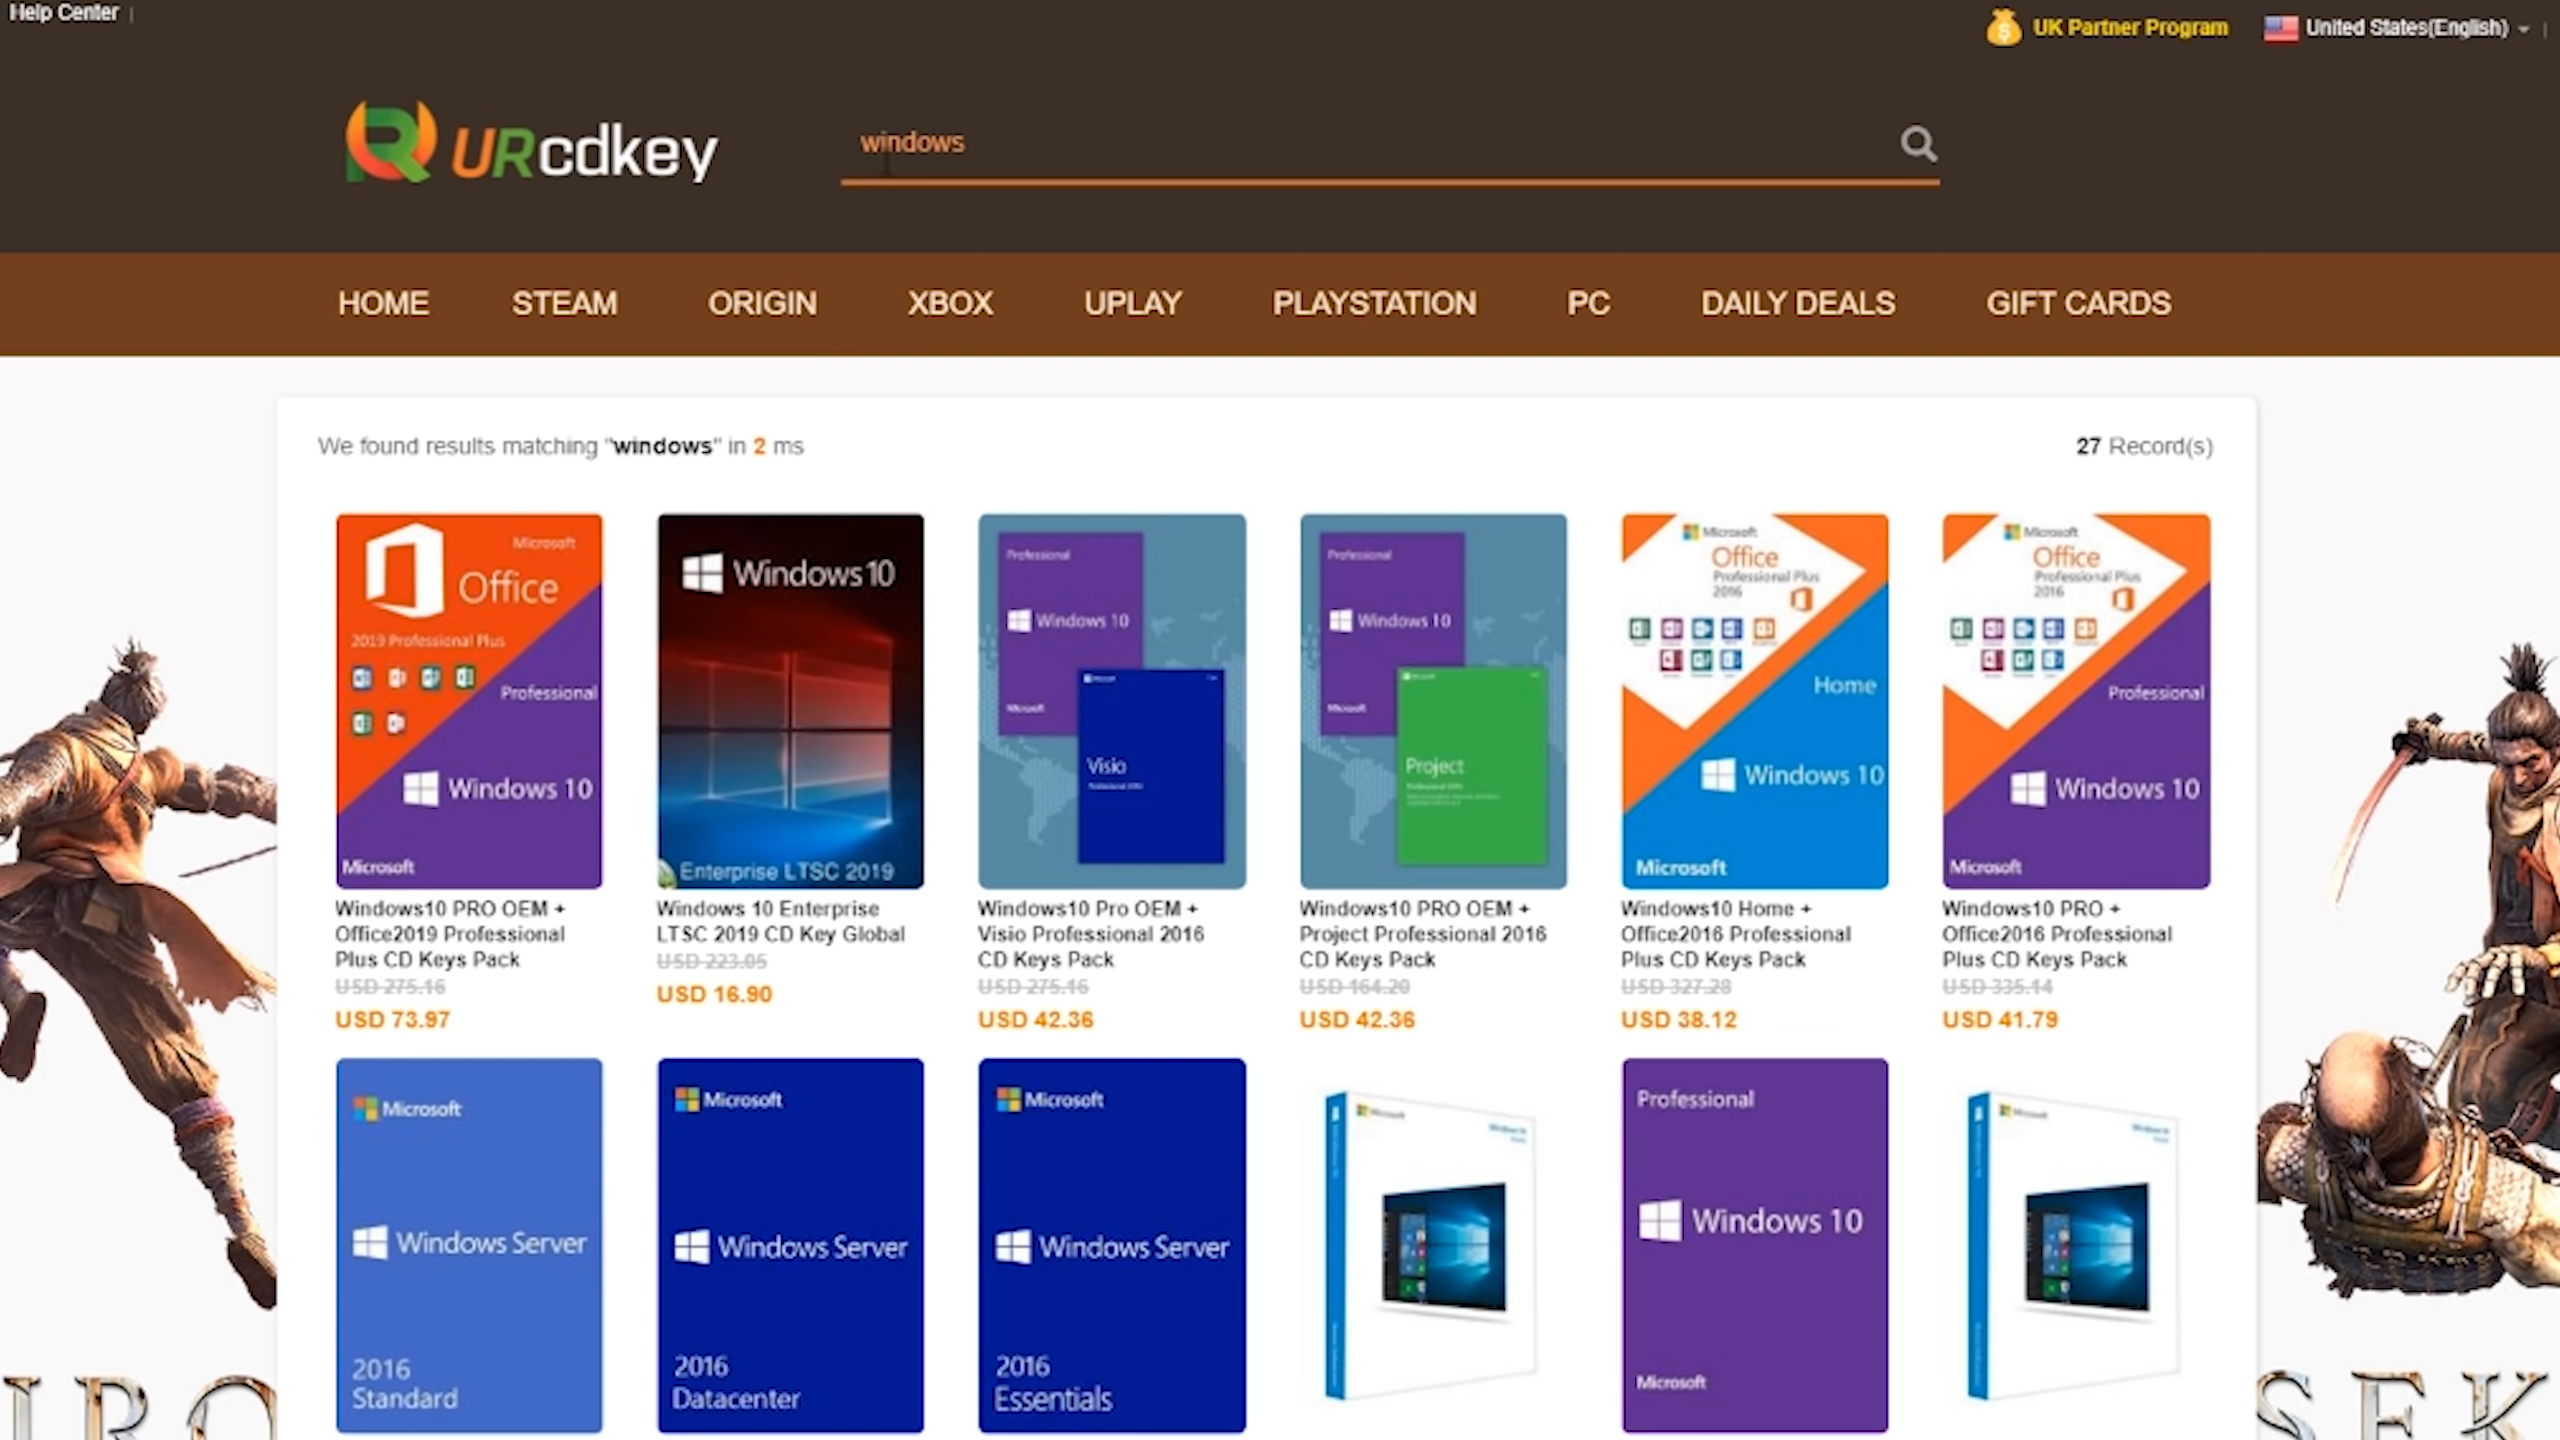 Help Center
UK Partner Program
United States(English)
URcdkey
windows
HOME STEAM ORIGIN XBOX UPLAY PLAYSTATION PC DAILY DEALS GIFT CARDS
We found results matching "windows" in 2 ms
27 Record(s)
Microsoft
Office
2019 Professional Plus
Professional
Windows 10
Microsoft
Windows10 PRO OEM +
Office2019 Professional
Plus CD Keys Pack
USD 275.16
USD 73.97
Windows 10
Enterprise LTSC 2019
Windows 10 Enterprise
LTSC 2019 CD Key Global
USD 223.05
USD 16.90
Professional
Windows 10
Microsoft
Visio
Windows10 Pro OEM +
Visio Professional 2016
CD Keys Pack
USD 275.16
USD 42.36
Professional
Windows 10
Microsoft
Project
Windows10 PRO OEM +
Project Professional 2016
CD Keys Pack
USD 164.20
USD 42.36
Microsoft
Office
Professional Plus
2016
Home
Windows 10
Microsoft
Windows10 Home +
Office2016 Professional
Plus CD Keys Pack
USD 327.28
USD 38.12
Microsoft
Office
Professional Plus
2016
Professional
Windows 10
Microsoft
Windows10 PRO +
Office2016 Professional
Plus CD Keys Pack
USD 335.14
USD 41.79
Microsoft
Windows Server
2016
Standard
Microsoft
Windows Server
2016
Datacenter
Microsoft
Windows Server
2016
Essentials
Professional
Windows 10
Microsoft
IRO
SEK